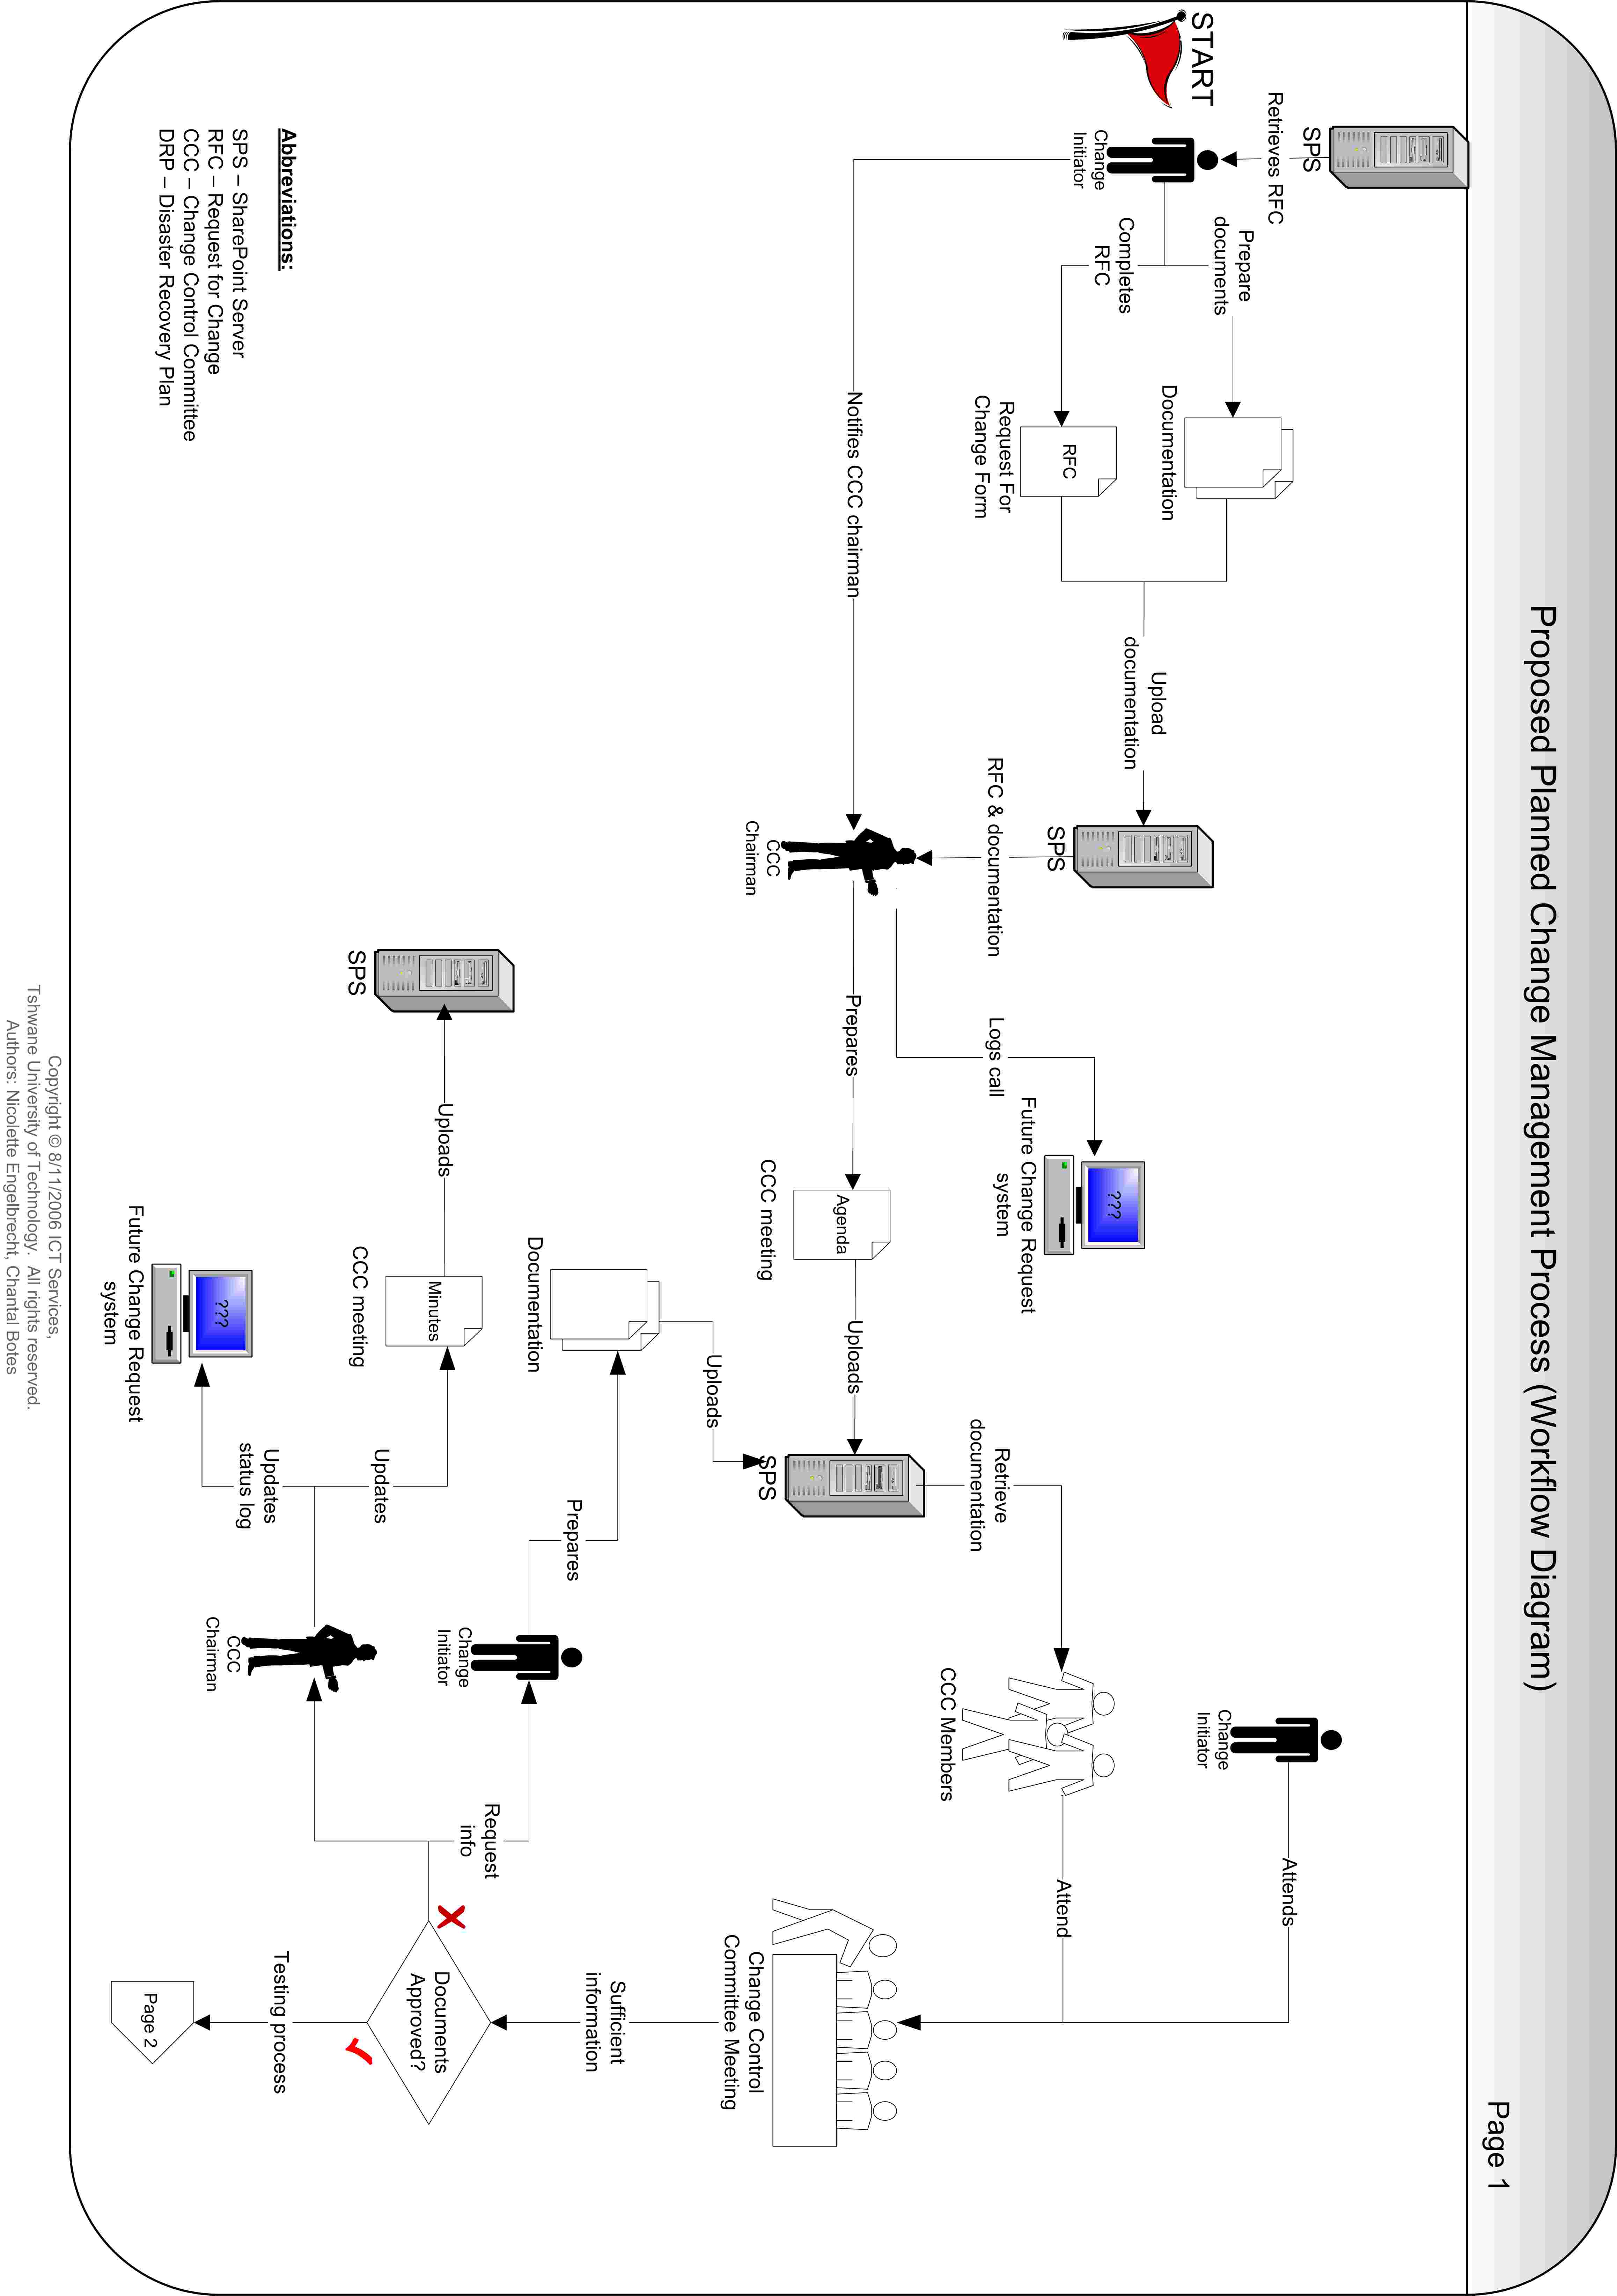 Proposed Planned Change Management Process (Workflow Diagram)
Page 1
START
SPS
Retrieves RFC
Change
Initiator
Prepare
documents
Completes
RFC
Documentation
RFC
Request For
Change Form
Upload
documentation
SPS
RFC & documentation
Notifies CCC chairman
CCC
Chairman
Logs call
???
Future Change Request
system
Prepares
Agenda
CCC meeting
Uploads
SPS
Retrieve
documentation
CCC Members
Change
Initiator
Attends
Attend
Change Control
Committee Meeting
Sufficient
information
Documents
Approved?
Testing process
Page 2
Request
info
Change
Initiator
Prepares
Documentation
Uploads
CCC
Chairman
Updates
Updates
status log
Minutes
CCC meeting
Uploads
SPS
???
Future Change Request
system
Abbreviations:
SPS – SharePoint Server
RFC – Request for Change
CCC – Change Control Committee
DRP – Disaster Recovery Plan
Copyright © 8/11/2006 ICT Services,
Tshwane University of Technology. All rights reserved.
Authors: Nicolette Engelbrecht, Chantal Botes